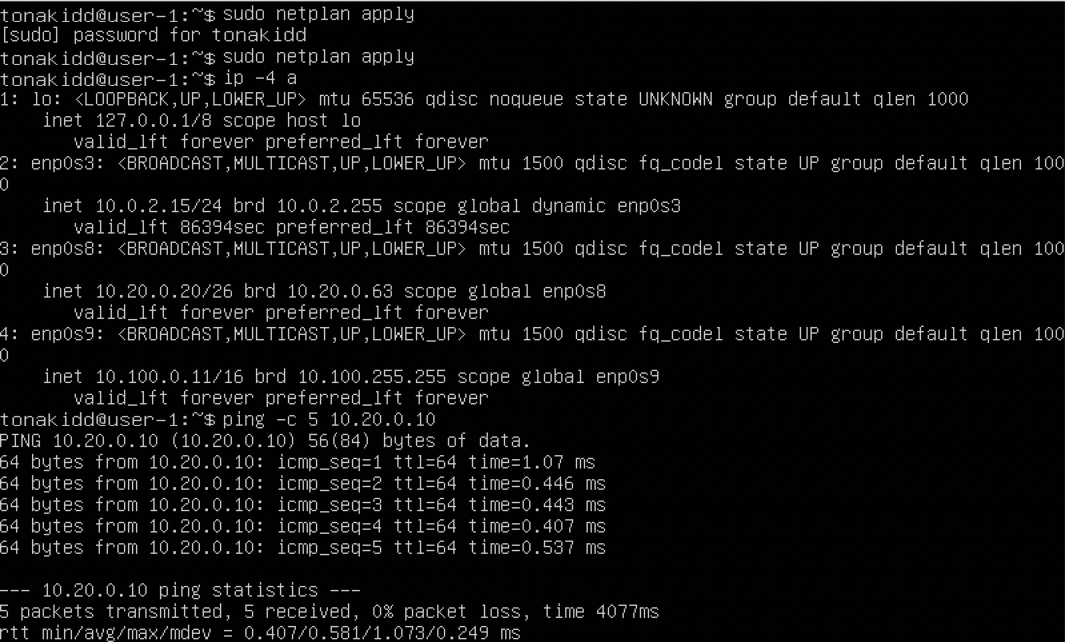 tonakidd@user-1:~$ sudo netplan apply
[sudo] password for tonakidd
tonakidd@user-1:~$ sudo netplan apply
tonakidd@user-1:~$ ip -4 a
1: lo: <LOOPBACK,UP,LOWER_UP> mtu 65536 qdisc noqueue state UNKNOWN group default qlen 1000
    inet 127.0.0.1/8 scope host lo
       valid_lft forever preferred_lft forever
2: enp0s3: <BROADCAST,MULTICAST,UP,LOWER_UP> mtu 1500 qdisc fq_codel state UP group default qlen 100
0
    inet 10.0.2.15/24 brd 10.0.2.255 scope global dynamic enp0s3
       valid_lft 86394sec preferred_lft 86394sec
3: enp0s8: <BROADCAST,MULTICAST,UP,LOWER_UP> mtu 1500 qdisc fq_codel state UP group default qlen 100
0
    inet 10.20.0.20/26 brd 10.20.0.63 scope global enp0s8
       valid_lft forever preferred_lft forever
4: enp0s9: <BROADCAST,MULTICAST,UP,LOWER_UP> mtu 1500 qdisc fq_codel state UP group default qlen 100
0
    inet 10.100.0.11/16 brd 10.100.255.255 scope global enp0s9
       valid_lft forever preferred_lft forever
tonakidd@user-1:~$ ping -c 5 10.20.0.10
PING 10.20.0.10 (10.20.0.10) 56(84) bytes of data.
64 bytes from 10.20.0.10: icmp_seq=1 ttl=64 time=1.07 ms
64 bytes from 10.20.0.10: icmp_seq=2 ttl=64 time=0.446 ms
64 bytes from 10.20.0.10: icmp_seq=3 ttl=64 time=0.443 ms
64 bytes from 10.20.0.10: icmp_seq=4 ttl=64 time=0.407 ms
64 bytes from 10.20.0.10: icmp_seq=5 ttl=64 time=0.537 ms

--- 10.20.0.10 ping statistics ---
5 packets transmitted, 5 received, 0% packet loss, time 4077ms
rtt min/avg/max/mdev = 0.407/0.581/1.073/0.249 ms